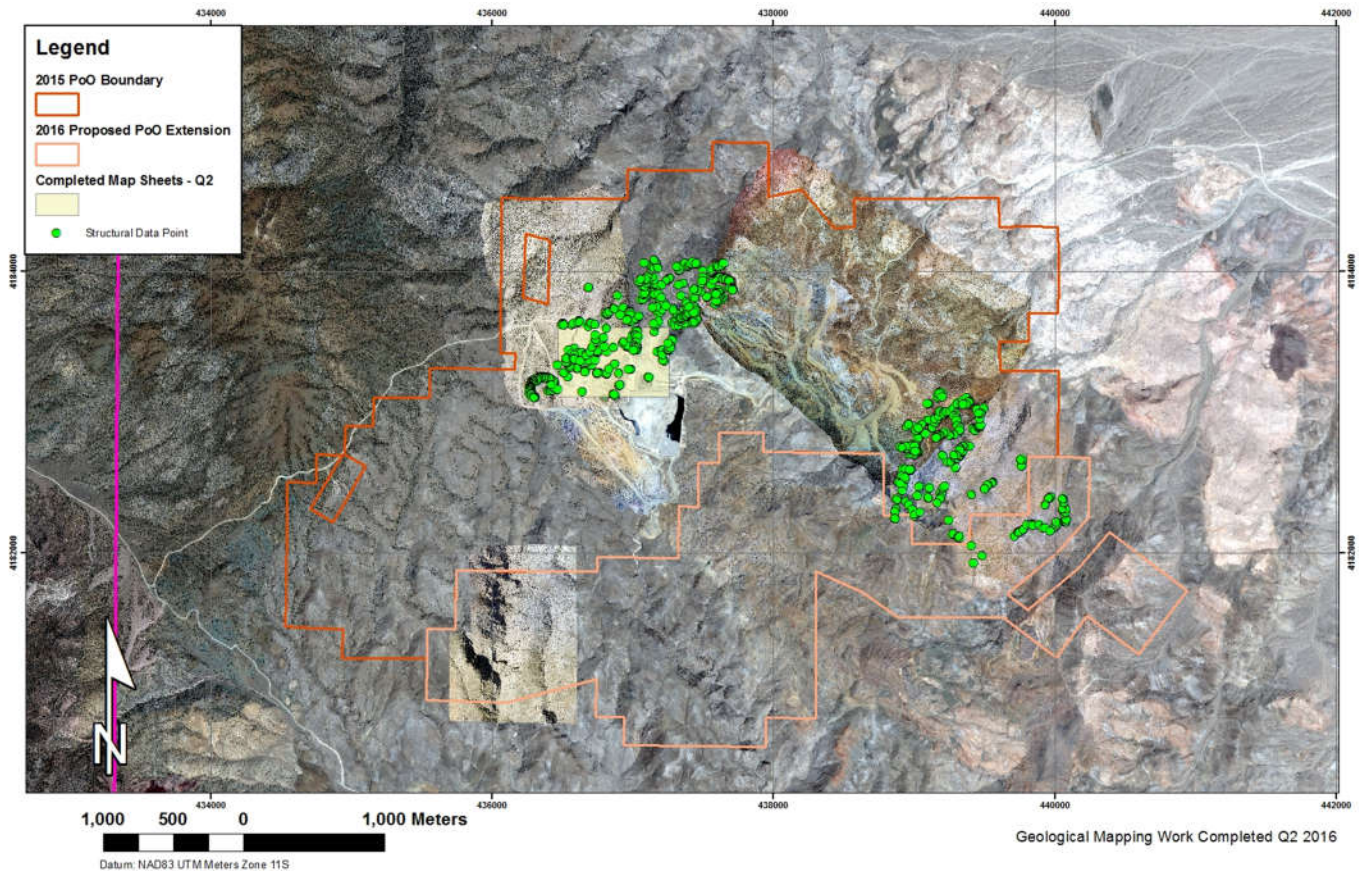 434000 436000 438000 440000 442000
Legend
2015 PoO Boundary
2016 Proposed PoO Extension
Completed Map Sheets - Q2
Structural Data Point
4184000 4184000
4182000 4182000
N
434000 436000 438000 440000 442000
1,000 500 0 1,000 Meters
Geological Mapping Work Completed Q2 2016
Datum: NAD83 UTM Meters Zone 11S